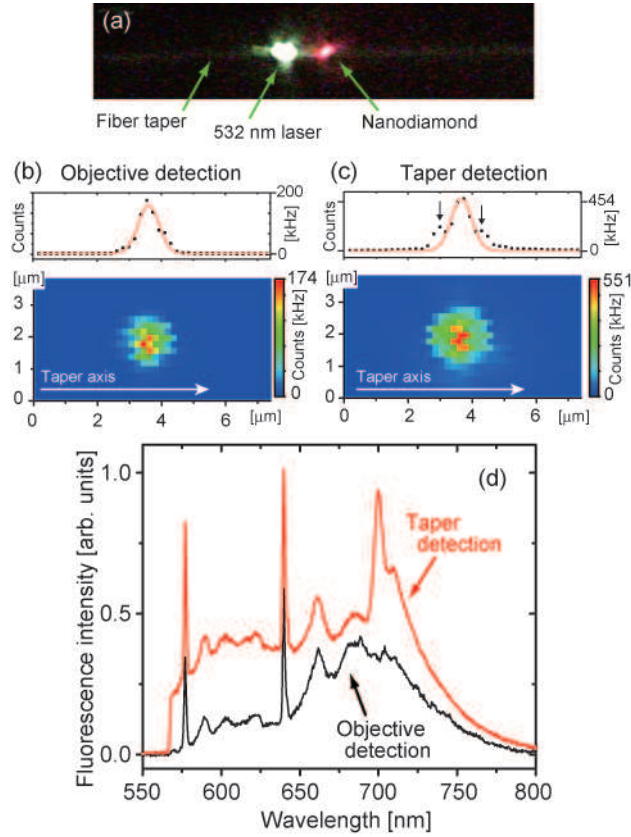 (a)
Fiber taper
532 nm laser
Nanodiamond
(b) Objective detection
Counts
200
0
[kHz]
[μm]
3
2
1
0
174
0
Counts [kHz]
Taper axis
0 2 4 6 [μm]
(c) Taper detection
Counts
454
0
[kHz]
[μm]
3
2
1
0
551
0
Counts [kHz]
Taper axis
0 2 4 6 [μm]
(d)
Fluorescence intensity [arb. units]
1.0
0.5
0.0
Taper
detection
Objective
detection
550 600 650 700 750 800
Wavelength [nm]